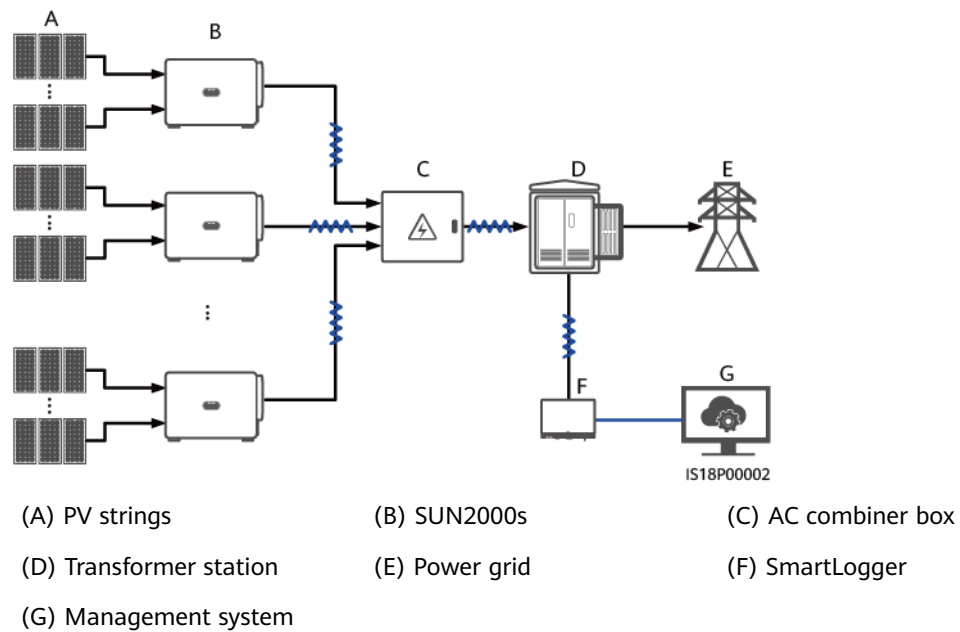 A
B
C
D
E
F
G
IS18P00002
(A) PV strings (B) SUN2000s (C) AC combiner box
(D) Transformer station (E) Power grid (F) SmartLogger
(G) Management system